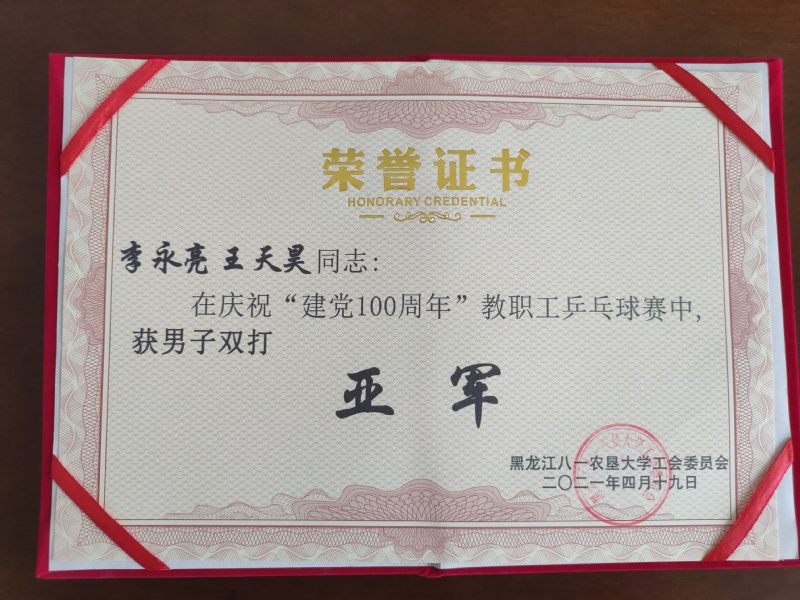 荣誉证书
HONORARY CREDENTIAL
李永亮 王天昊同志：
在庆祝“建党100周年”教职工乒乓球赛中，
获男子双打
亚军
黑龙江八一农垦大学工会委员会
二〇二一年四月十九日